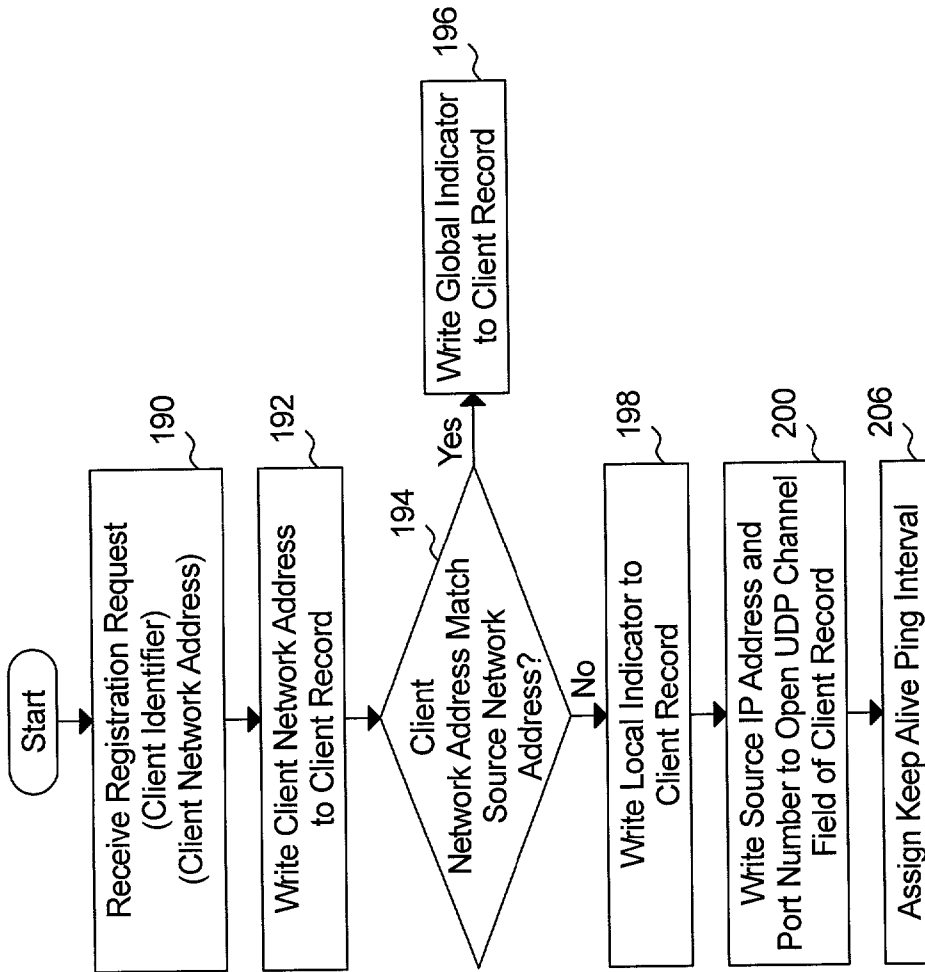 Start
Receive Registration Request
(Client Identifier)
(Client Network Address)
190
Write Client Network Address
to Client Record
192
Client
Network Address Match
Source Network
Address?
194
Yes
Write Global Indicator
to Client Record
196
No
Write Local Indicator to
Client Record
198
Write Source IP Address and
Port Number to Open UDP Channel
Field of Client Record
200
Assign Keep Alive Ping Interval
206